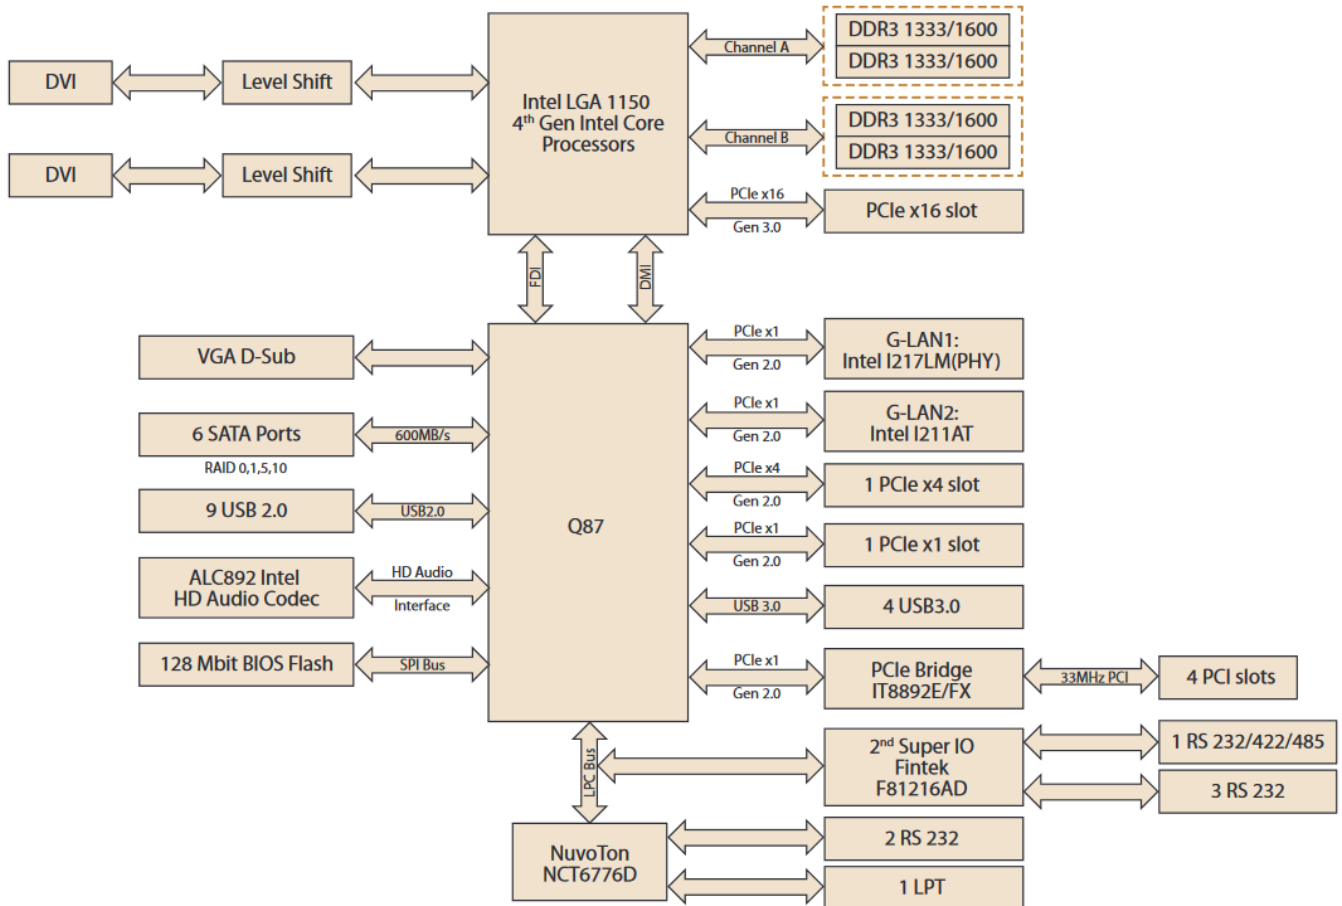 DDR3 1333/1600
Channel A
DDR3 1333/1600
DVI
Level Shift
Intel LGA 1150
4th Gen Intel Core
Processors
DDR3 1333/1600
Channel B
DDR3 1333/1600
DVI
Level Shift
PCIe x16
PCIe x16 slot
Gen 3.0
FDI
DMI
VGA D-Sub
PCIe x1
Gen 2.0
G-LAN1:
Intel I217LM(PHY)
6 SATA Ports
600MB/s
RAID 0,1,5,10
PCIe x1
Gen 2.0
G-LAN2:
Intel I211AT
PCIe x4
1 PCIe x4 slot
Gen 2.0
9 USB 2.0
USB2.0
Q87
PCIe x1
1 PCIe x1 slot
Gen 2.0
ALC892 Intel
HD Audio Codec
HD Audio
Interface
USB 3.0
4 USB3.0
128 Mbit BIOS Flash
SPI Bus
PCIe x1
Gen 2.0
PCIe Bridge
IT8892E/FX
33MHz PCI
4 PCI slots
LPC Bus
2nd Super IO
Fintek
F81216AD
1 RS 232/422/485
3 RS 232
NuvoTon
NCT6776D
2 RS 232
1 LPT